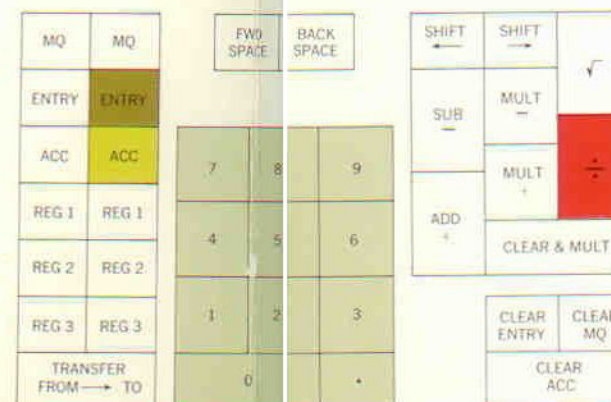 MQ MQ
ENTRY ENTRY
ACC ACC
REG 1 REG 1
REG 2 REG 2
REG 3 REG 3
TRANSFER
FROM → TO
FWD
SPACE
BACK
SPACE
7 8 9
4 5 6
1 2 3
0 .
SHIFT
←
SHIFT
→
√
SUB
−
MULT
−
MULT
+
÷
ADD
+
CLEAR & MULT
CLEAR
ENTRY
CLEAR
MQ
CLEAR
ACC